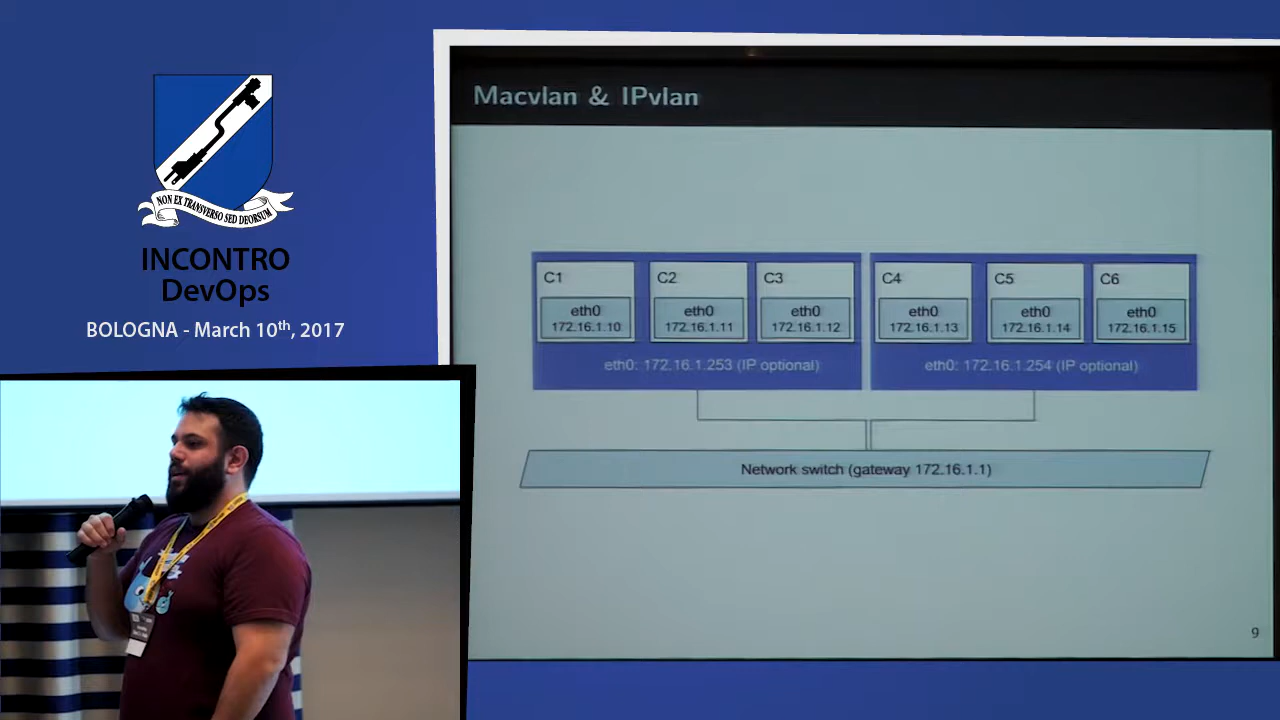 NON EX TRANSVERSO SED DEORSUM
INCONTRO
DevOps
BOLOGNA - March 10th, 2017
Macvlan & IPvlan
C1
eth0
172.16.1.10
C2
eth0
172.16.1.11
C3
eth0
172.16.1.12
C4
eth0
172.16.1.13
C5
eth0
172.16.1.14
C6
eth0
172.16.1.15
eth0: 172.16.1.253 (IP optional)
eth0: 172.16.1.254 (IP optional)
Network switch (gateway 172.16.1.1)
9